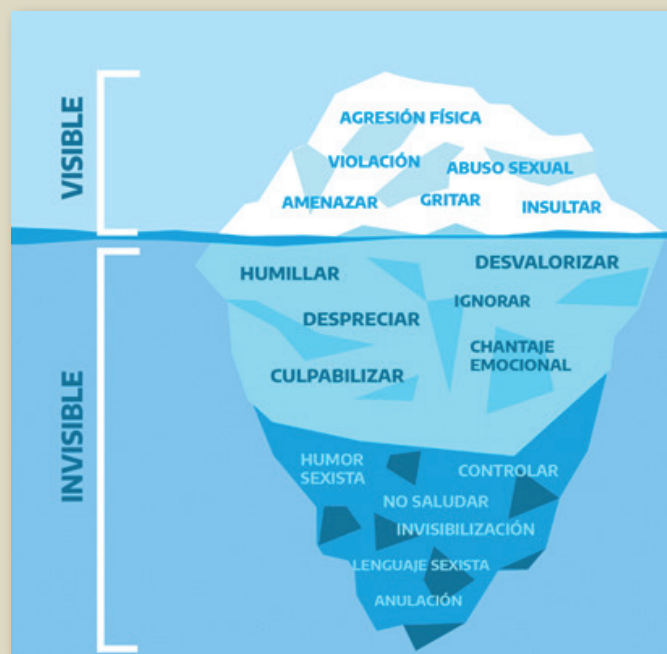 VISIBLE
AGRESIÓN FÍSICA
VIOLACIÓN
ABUSO SEXUAL
AMENAZAR
GRITAR
INSULTAR
INVISIBLE
HUMILLAR
DESVALORIZAR
IGNORAR
DESPRECIAR
CHANTAJE
EMOCIONAL
CULPABILIZAR
HUMOR
SEXISTA
CONTROLAR
NO SALUDAR
INVISIBILIZACIÓN
LENGUAJE SEXISTA
ANULACIÓN